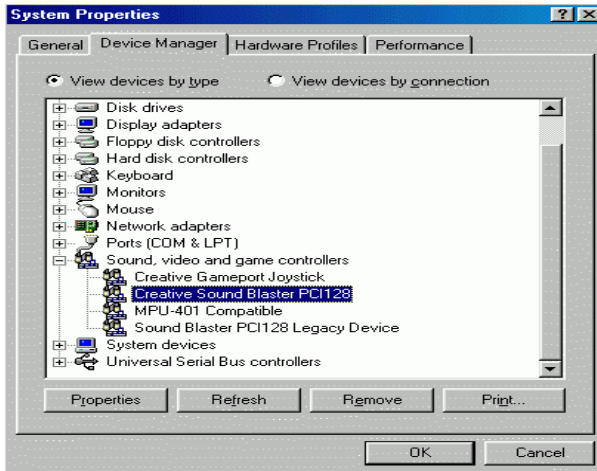 System Properties
General Device Manager Hardware Profiles Performance
View devices by type View devices by connection
Disk drives
Display adapters
Floppy disk controllers
Hard disk controllers
Keyboard
Monitors
Mouse
Network adapters
Ports (COM & LPT)
Sound, video and game controllers
Creative Gameport Joystick
Creative Sound Blaster PCI128
MPU-401 Compatible
Sound Blaster PCI128 Legacy Device
System devices
Universal Serial Bus controllers
Properties Refresh Remove Print...
OK Cancel